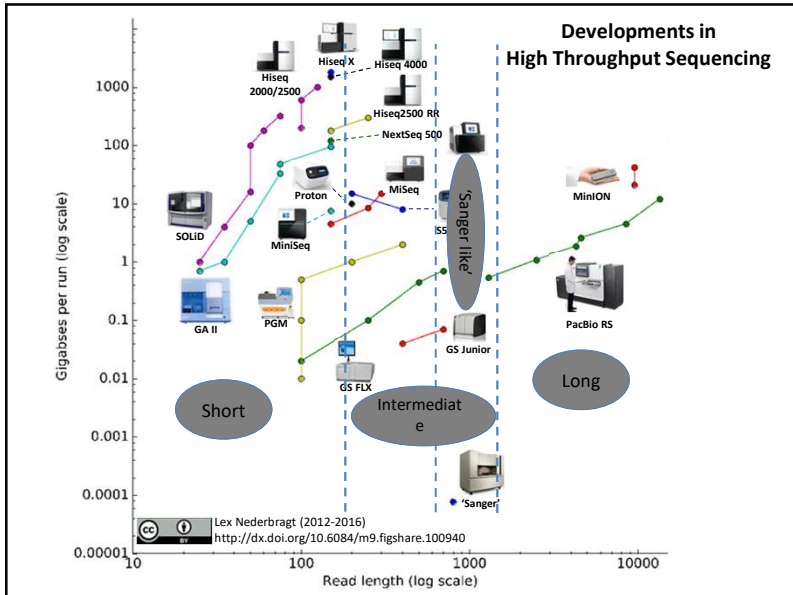 Developments in
High Throughput Sequencing
Hiseq X
Hiseq 4000
Hiseq
2000/2500
Hiseq2500 RR
NextSeq 500
MiSeq
Proton
MiniSeq
S5
'Sanger like'
MinION
SOLiD
GA II
PGM
GS FLX
GS Junior
PacBio RS
Short
Intermediat
e
Long
'Sanger'
1000
100
10
1
0.1
0.01
0.001
0.0001
0.00001
Gigabses per run (log scale)
10
100
1000
10000
Read length (log scale)
cc
BY
Lex Nederbragt (2012-2016)
http://dx.doi.org/10.6084/m9.figshare.100940